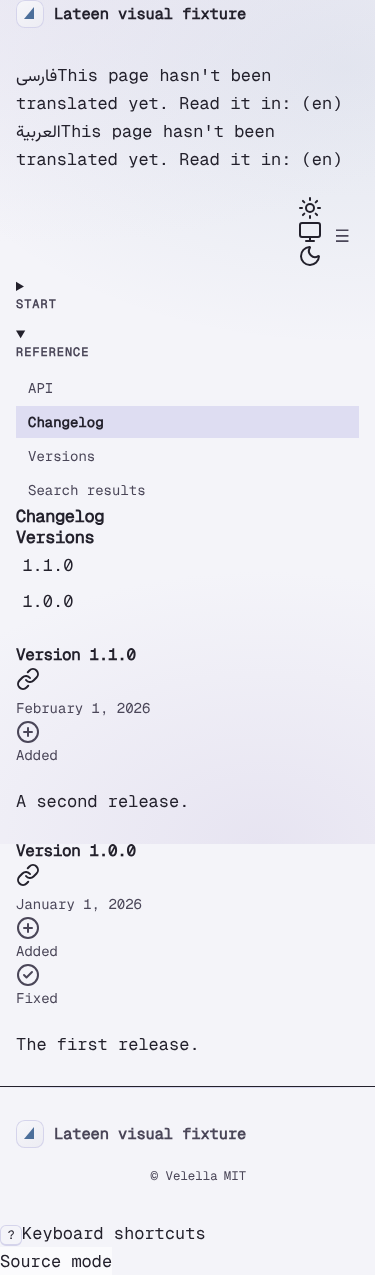 Lateen visual fixture
فارسیThis page hasn't been
translated yet. Read it in: (en)
العربيةThis page hasn't been
translated yet. Read it in: (en)
START
REFERENCE
API
Changelog
Versions
Search results
Changelog
Versions
1.1.0
1.0.0
Version 1.1.0
February 1, 2026
Added
A second release.
Version 1.0.0
January 1, 2026
Added
Fixed
The first release.
Lateen visual fixture
© Velella MIT
?Keyboard shortcuts
Source mode